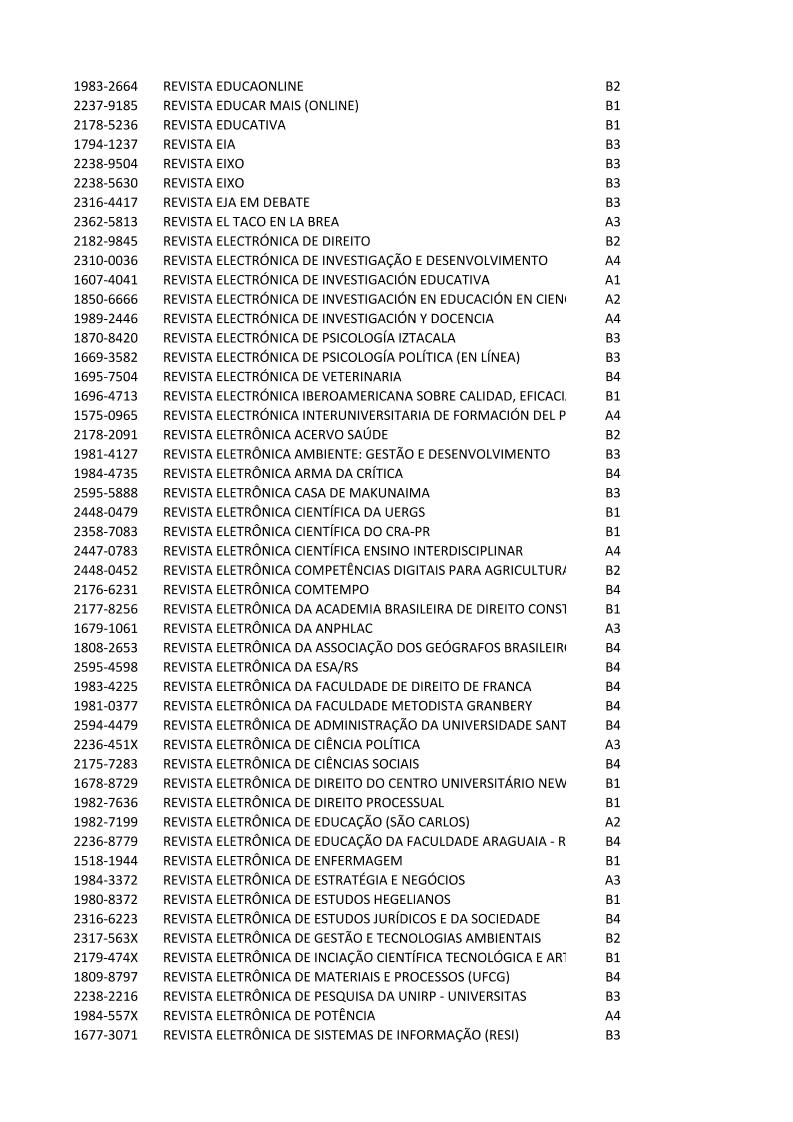 1983-2664 REVISTA EDUCAONLINE B2
2237-9185 REVISTA EDUCAR MAIS (ONLINE) B1
2178-5236 REVISTA EDUCATIVA B1
1794-1237 REVISTA EIA B3
2238-9504 REVISTA EIXO B3
2238-5630 REVISTA EIXO B3
2316-4417 REVISTA EJA EM DEBATE B3
2362-5813 REVISTA EL TACO EN LA BREA A3
2182-9845 REVISTA ELECTRÓNICA DE DIREITO B2
2310-0036 REVISTA ELECTRÓNICA DE INVESTIGAÇÃO E DESENVOLVIMENTO A4
1607-4041 REVISTA ELECTRÓNICA DE INVESTIGACIÓN EDUCATIVA A1
1850-6666 REVISTA ELECTRÓNICA DE INVESTIGACIÓN EN EDUCACIÓN EN CIEN A2
1989-2446 REVISTA ELECTRÓNICA DE INVESTIGACIÓN Y DOCENCIA A4
1870-8420 REVISTA ELECTRÓNICA DE PSICOLOGÍA IZTACALA B3
1669-3582 REVISTA ELECTRÓNICA DE PSICOLOGÍA POLÍTICA (EN LÍNEA) B3
1695-7504 REVISTA ELECTRÓNICA DE VETERINARIA B4
1696-4713 REVISTA ELECTRÓNICA IBEROAMERICANA SOBRE CALIDAD, EFICACI B1
1575-0965 REVISTA ELECTRÓNICA INTERUNIVERSITARIA DE FORMACIÓN DEL P A4
2178-2091 REVISTA ELETRÔNICA ACERVO SAÚDE B2
1981-4127 REVISTA ELETRÔNICA AMBIENTE: GESTÃO E DESENVOLVIMENTO B3
1984-4735 REVISTA ELETRÔNICA ARMA DA CRÍTICA B4
2595-5888 REVISTA ELETRÔNICA CASA DE MAKUNAIMA B3
2448-0479 REVISTA ELETRÔNICA CIENTÍFICA DA UERGS B1
2358-7083 REVISTA ELETRÔNICA CIENTÍFICA DO CRA-PR B1
2447-0783 REVISTA ELETRÔNICA CIENTÍFICA ENSINO INTERDISCIPLINAR A4
2448-0452 REVISTA ELETRÔNICA COMPETÊNCIAS DIGITAIS PARA AGRICULTURA B2
2176-6231 REVISTA ELETRÔNICA COMTEMPO B4
2177-8256 REVISTA ELETRÔNICA DA ACADEMIA BRASILEIRA DE DIREITO CONST B1
1679-1061 REVISTA ELETRÔNICA DA ANPHLAC A3
1808-2653 REVISTA ELETRÔNICA DA ASSOCIAÇÃO DOS GEÓGRAFOS BRASILEIR B4
2595-4598 REVISTA ELETRÔNICA DA ESA/RS B4
1983-4225 REVISTA ELETRÔNICA DA FACULDADE DE DIREITO DE FRANCA B4
1981-0377 REVISTA ELETRÔNICA DA FACULDADE METODISTA GRANBERY B4
2594-4479 REVISTA ELETRÔNICA DE ADMINISTRAÇÃO DA UNIVERSIDADE SANT B4
2236-451X REVISTA ELETRÔNICA DE CIÊNCIA POLÍTICA A3
2175-7283 REVISTA ELETRÔNICA DE CIÊNCIAS SOCIAIS B4
1678-8729 REVISTA ELETRÔNICA DE DIREITO DO CENTRO UNIVERSITÁRIO NEW B1
1982-7636 REVISTA ELETRÔNICA DE DIREITO PROCESSUAL B1
1982-7199 REVISTA ELETRÔNICA DE EDUCAÇÃO (SÃO CARLOS) A2
2236-8779 REVISTA ELETRÔNICA DE EDUCAÇÃO DA FACULDADE ARAGUAIA - R B4
1518-1944 REVISTA ELETRÔNICA DE ENFERMAGEM B1
1984-3372 REVISTA ELETRÔNICA DE ESTRATÉGIA E NEGÓCIOS A3
1980-8372 REVISTA ELETRÔNICA DE ESTUDOS HEGELIANOS B1
2316-6223 REVISTA ELETRÔNICA DE ESTUDOS JURÍDICOS E DA SOCIEDADE B4
2317-563X REVISTA ELETRÔNICA DE GESTÃO E TECNOLOGIAS AMBIENTAIS B2
2179-474X REVISTA ELETRÔNICA DE INCIAÇÃO CIENTÍFICA TECNOLÓGICA E ART B1
1809-8797 REVISTA ELETRÔNICA DE MATERIAIS E PROCESSOS (UFCG) B4
2238-2216 REVISTA ELETRÔNICA DE PESQUISA DA UNIRP - UNIVERSITAS B3
1984-557X REVISTA ELETRÔNICA DE POTÊNCIA A4
1677-3071 REVISTA ELETRÔNICA DE SISTEMAS DE INFORMAÇÃO (RESI) B3